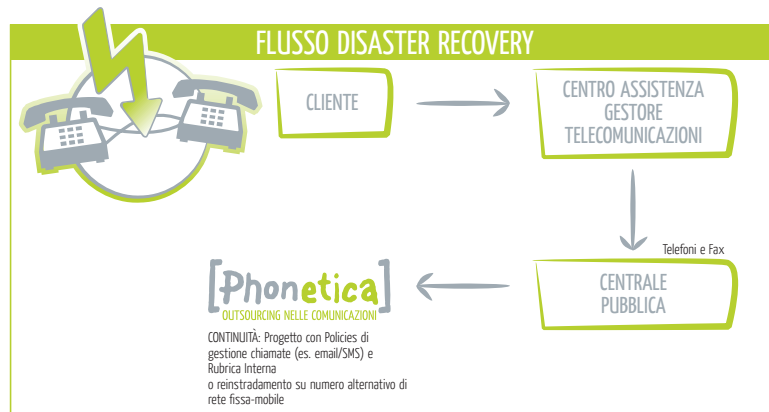 FLUSSO DISASTER RECOVERY
CLIENTE
CENTRO ASSISTENZA
GESTORE
TELECOMUNICAZIONI
Telefoni e Fax
CENTRALE
PUBBLICA
[Phonetica]
OUTSOURCING NELLE COMUNICAZIONI
CONTINUITÀ: Progetto con Policies di
gestione chiamate (es. email/SMS) e
Rubrica Interna
o reinstradamento su numero alternativo di
rete fissa-mobile